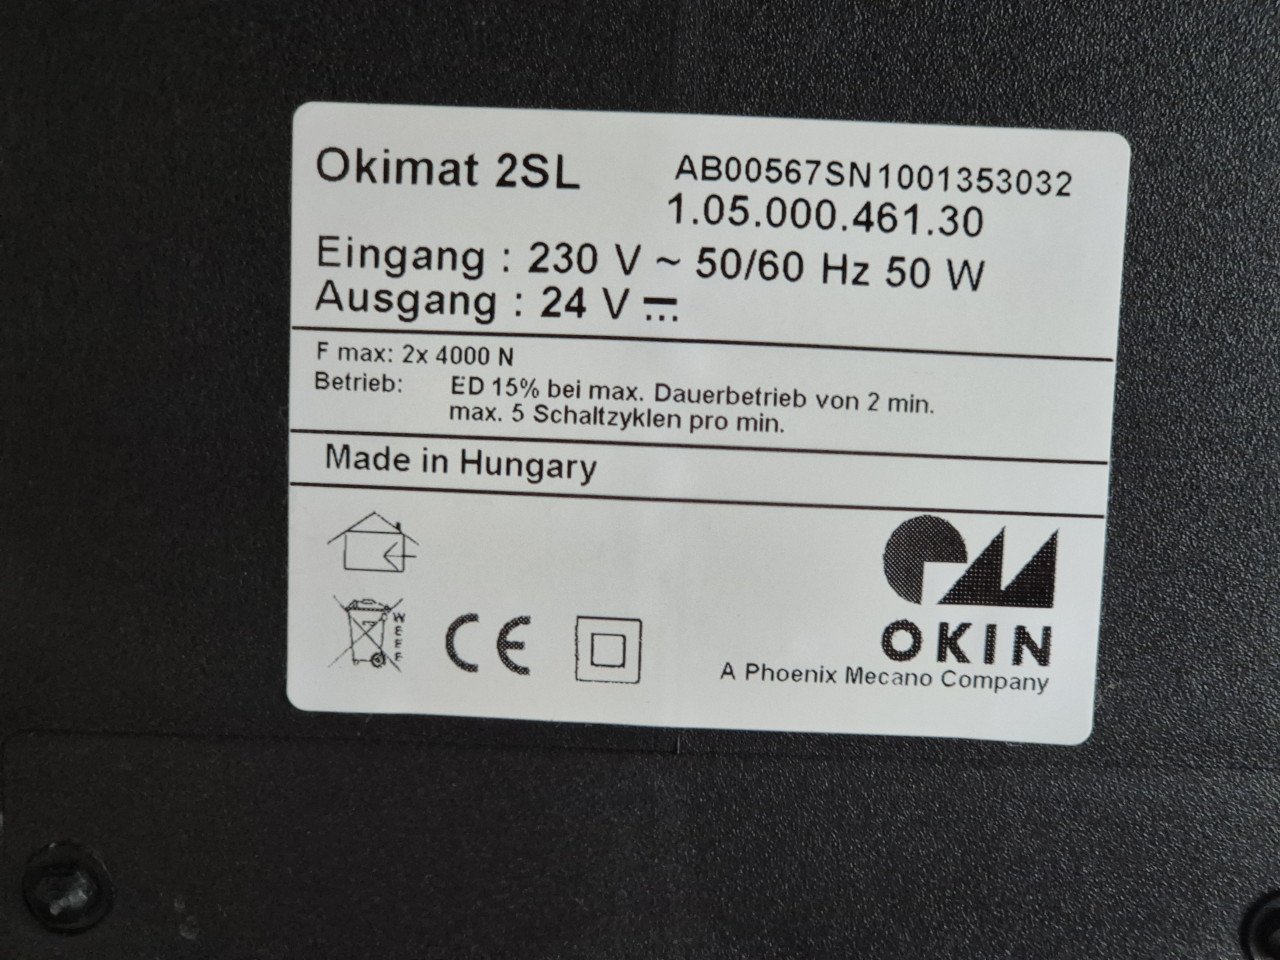 Okimat 2SL
AB00567SN1001353032
1.05.000.461.30
Eingang : 230 V ~ 50/60 Hz 50 W
Ausgang : 24 V ⎓
F max: 2x 4000 N
Betrieb: ED 15% bei max. Dauerbetrieb von 2 min.
max. 5 Schaltzyklen pro min.
Made in Hungary
WEEE
CE
OKIN
A Phoenix Mecano Company